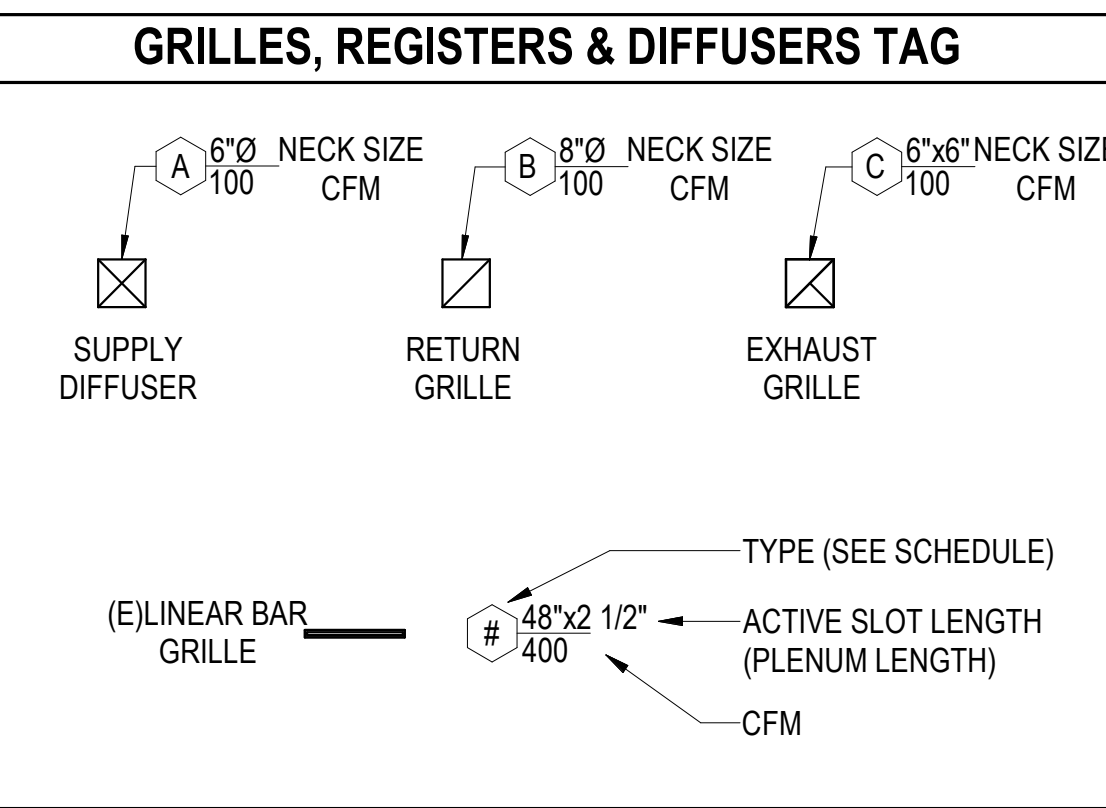 GRILLES, REGISTERS & DIFFUSERS TAG
A 6"Ø NECK SIZE
100 CFM
B 8"Ø NECK SIZE
100 CFM
C 6"x6" NECK SIZE
100 CFM
SUPPLY
DIFFUSER
RETURN
GRILLE
EXHAUST
GRILLE
(E)LINEAR BAR
GRILLE
# 48"x2 1/2"
400
TYPE (SEE SCHEDULE)
ACTIVE SLOT LENGTH
(PLENUM LENGTH)
CFM